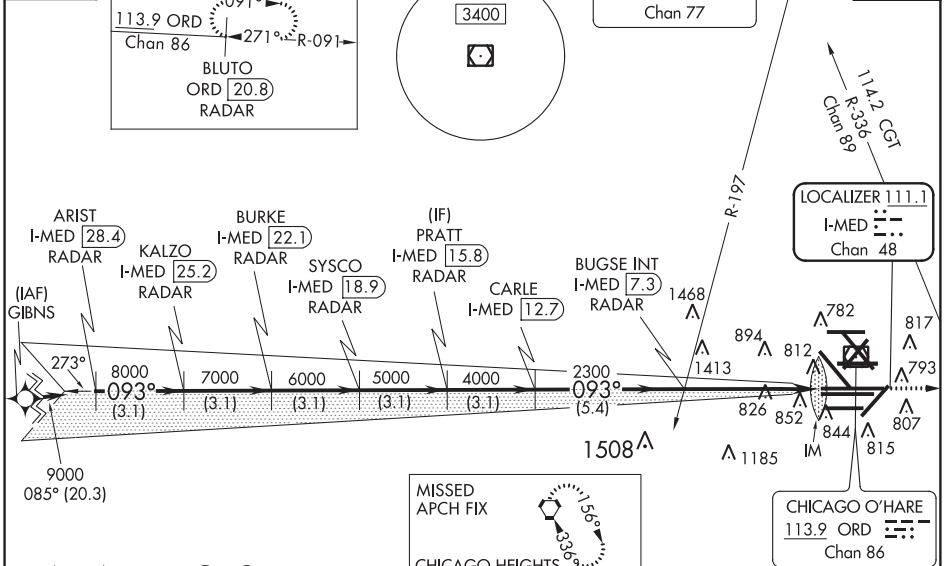 091°
113.9 ORD
Chan 86
271°
R-091
BLUTO
ORD 20.8
RADAR
3400
Chan 77
114.2 CGT
R-336
Chan 89
R-197
LOCALIZER 111.1
I-MED
Chan 48
ARIST
I-MED 28.4
RADAR
KALZO
I-MED 25.2
RADAR
BURKE
I-MED 22.1
RADAR
SYSCO
I-MED 18.9
RADAR
(IF)
PRATT
I-MED 15.8
RADAR
CARLE
I-MED 12.7
BUGSE INT
I-MED 7.3
RADAR
(IAF)
GIBNS
273°
8000
093°
(3.1)
7000
(3.1)
6000
(3.1)
5000
(3.1)
4000
(3.1)
2300
093°
(5.4)
1468
1413
894
782
812
817
793
826
852
844
815
807
IM
1508
1185
9000
085° (20.3)
MISSED
APCH FIX
156°
336°
CHICAGO HEIGHTS
CHICAGO O'HARE
113.9 ORD
Chan 86